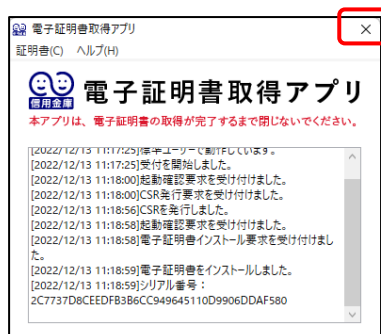 電子証明書取得アプリ
証明書(C) ヘルプ(H)
信用金庫
電子証明書取得アプリ
本アプリは、電子証明書の取得が完了するまで閉じないでください。
[2022/12/13 11:17:25]標準ユーザーで動作しています。
[2022/12/13 11:17:25]受付を開始しました。
[2022/12/13 11:18:00]起動確認要求を受け付けました。
[2022/12/13 11:18:00]CSR発行要求を受け付けました。
[2022/12/13 11:18:56]CSRを発行しました。
[2022/12/13 11:18:58]起動確認要求を受け付けました。
[2022/12/13 11:18:58]電子証明書インストール要求を受け付けまし
た。
[2022/12/13 11:18:59]電子証明書をインストールしました。
[2022/12/13 11:18:59]シリアル番号：
2C7737D8CEEDFB3B6CC949645110D9906DDAF580